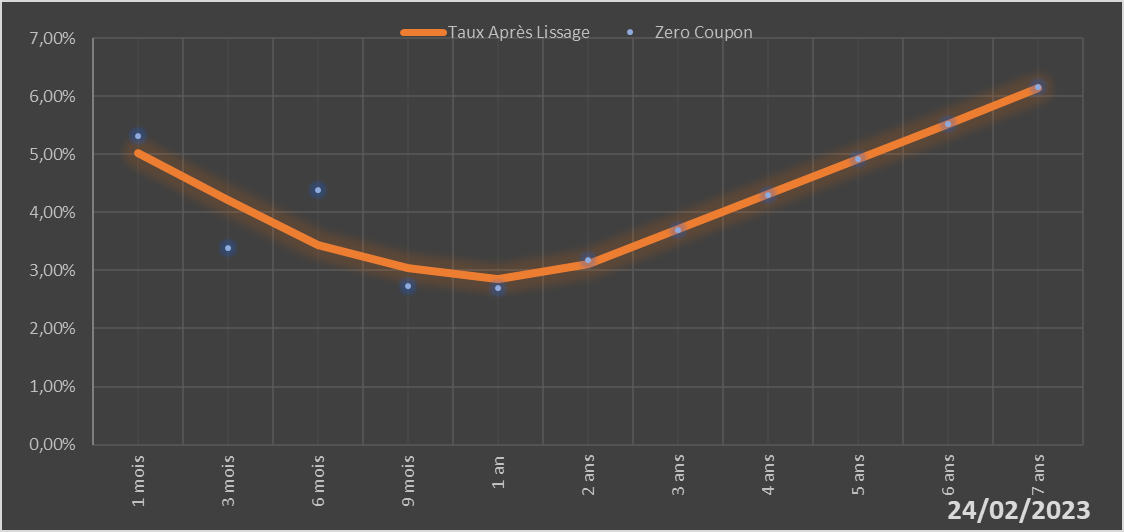 Taux Après Lissage Zero Coupon
7,00%
6,00%
5,00%
4,00%
3,00%
2,00%
1,00%
0,00%
1 mois
3 mois
6 mois
9 mois
1 an
2 ans
3 ans
4 ans
5 ans
6 ans
7 ans
24/02/2023